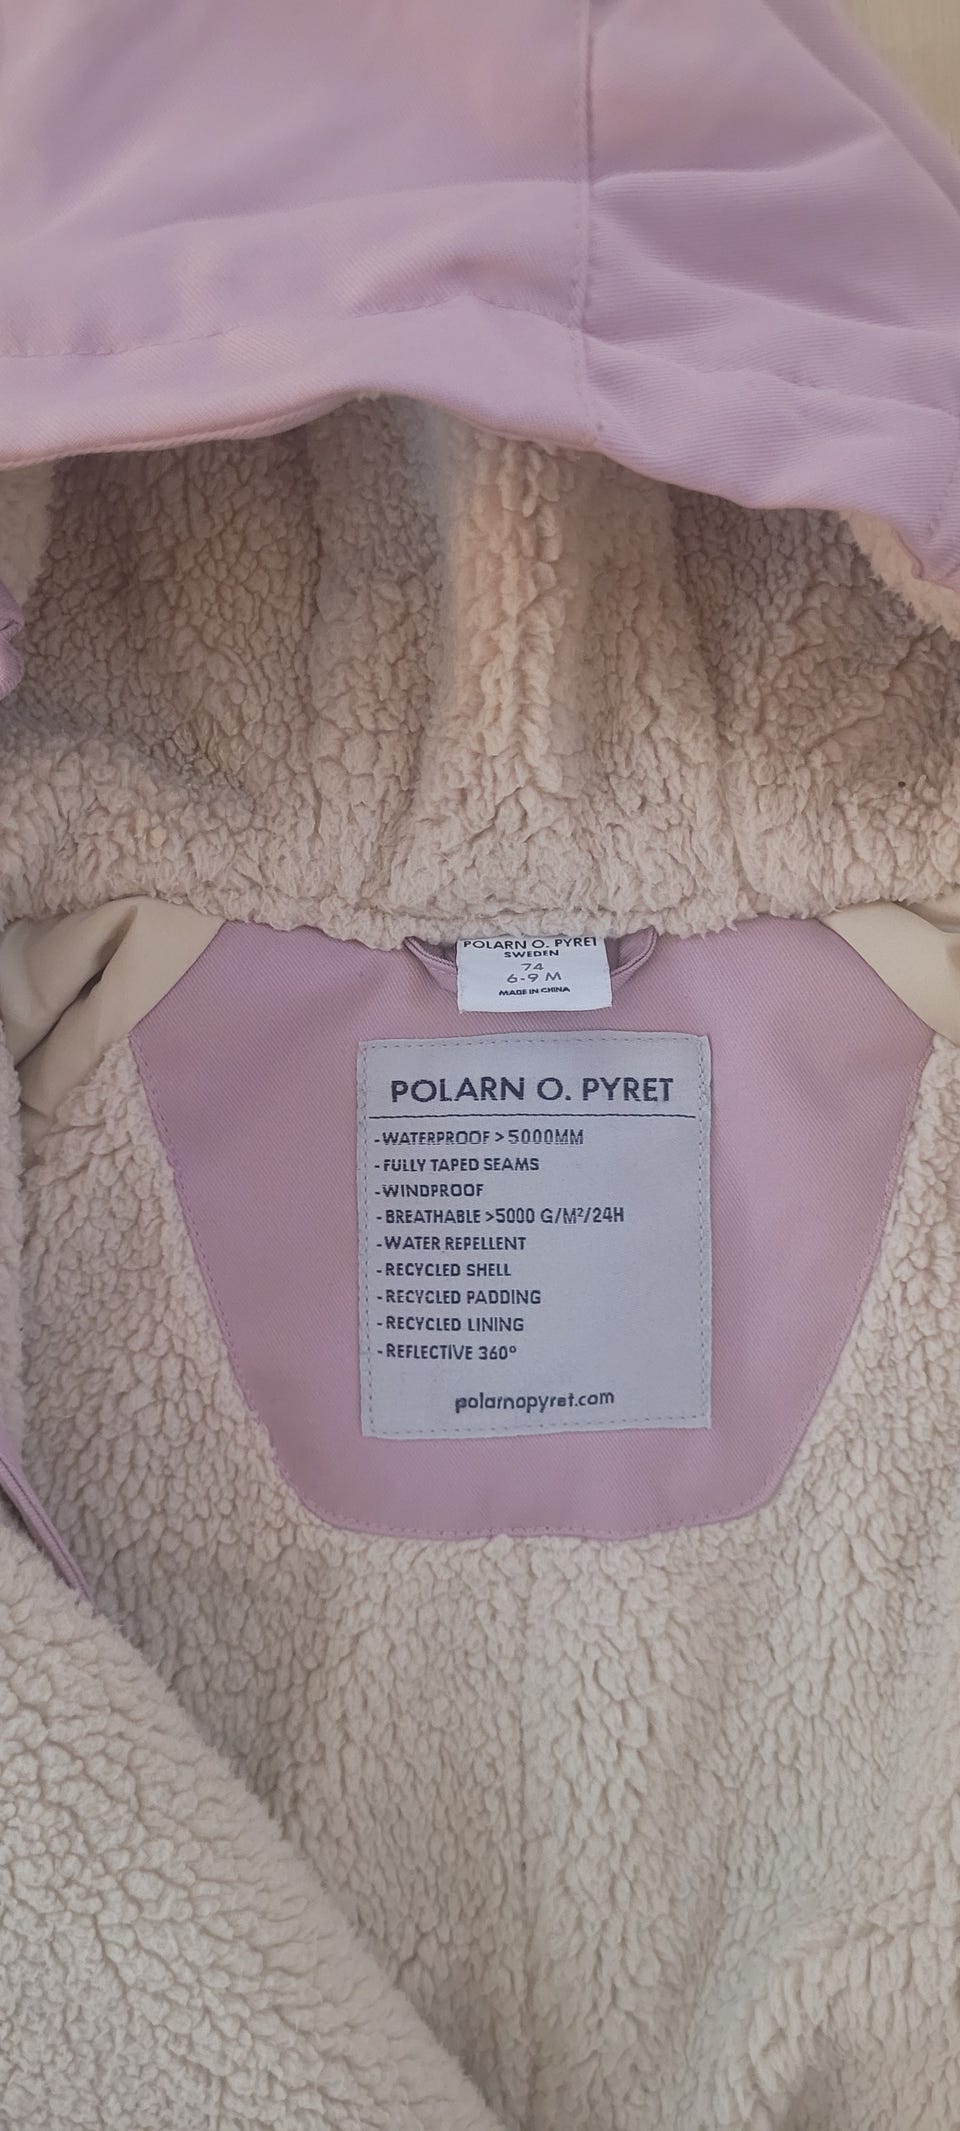 POLARN O. PYRET
SWEDEN
74
6-9 M
MADE IN CHINA
POLARN O. PYRET
-WATERPROOF >5000MM
-FULLY TAPED SEAMS
-WINDPROOF
-BREATHABLE >5000 G/M²/24H
-WATER REPELLENT
-RECYCLED SHELL
-RECYCLED PADDING
-RECYCLED LINING
-REFLECTIVE 360°
polarnopyret.com